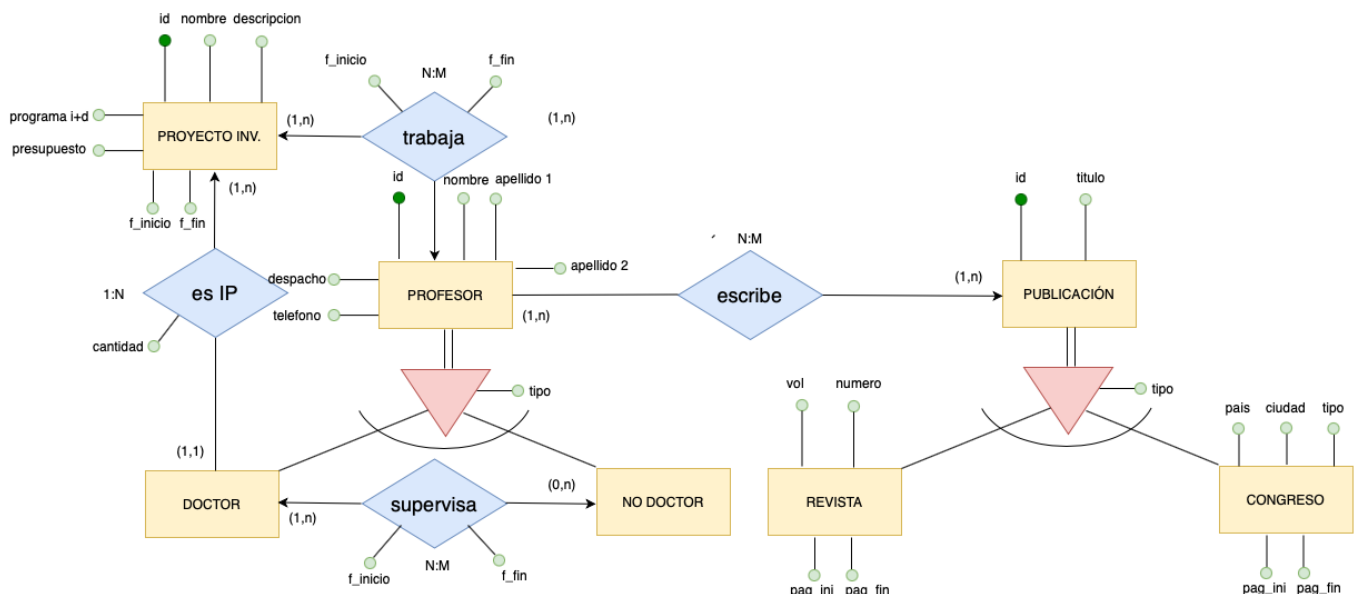 id nombre descripcion
f_inicio N:M f_fin
programa i+d
PROYECTO INV.
(1,n)
trabaja
(1,n)
presupuesto
(1,n)
id nombre apellido 1
id titulo
f_inicio f_fin
N:M
apellido 2
despacho
1:N
es IP
PROFESOR
escribe
(1,n)
PUBLICACIÓN
telefono
(1,n)
cantidad
tipo
vol numero
tipo
pais ciudad tipo
(1,1)
(0,n)
DOCTOR
(1,n)
supervisa
NO DOCTOR
REVISTA
CONGRESO
f_inicio N:M f_fin
pag_ini pag_fin
pag_ini pag_fin